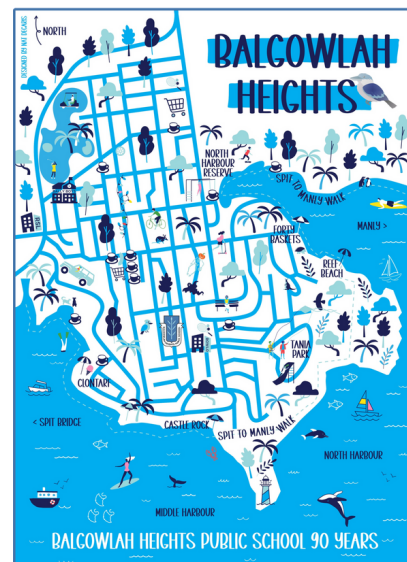 DESIGNED BY NAT DEGARIS
NORTH
BALGOWLAH
HEIGHTS
NORTH
HARBOUR
RESERVE
SPIT TO MANLY WALK
MANLY >
FORTY
BASKETS
REEF
BEACH
RSL
TANIA
PARK
CLONTARF
CASTLE ROCK
SPIT TO MANLY WALK
< SPIT BRIDGE
NORTH HARBOUR
MIDDLE HARBOUR
BALGOWLAH HEIGHTS PUBLIC SCHOOL 90 YEARS